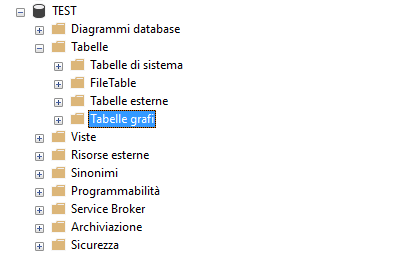 TEST
Diagrammi database
Tabelle
Tabelle di sistema
FileTable
Tabelle esterne
Tabelle grafi
Viste
Risorse esterne
Sinonimi
Programmabilità
Service Broker
Archiviazione
Sicurezza